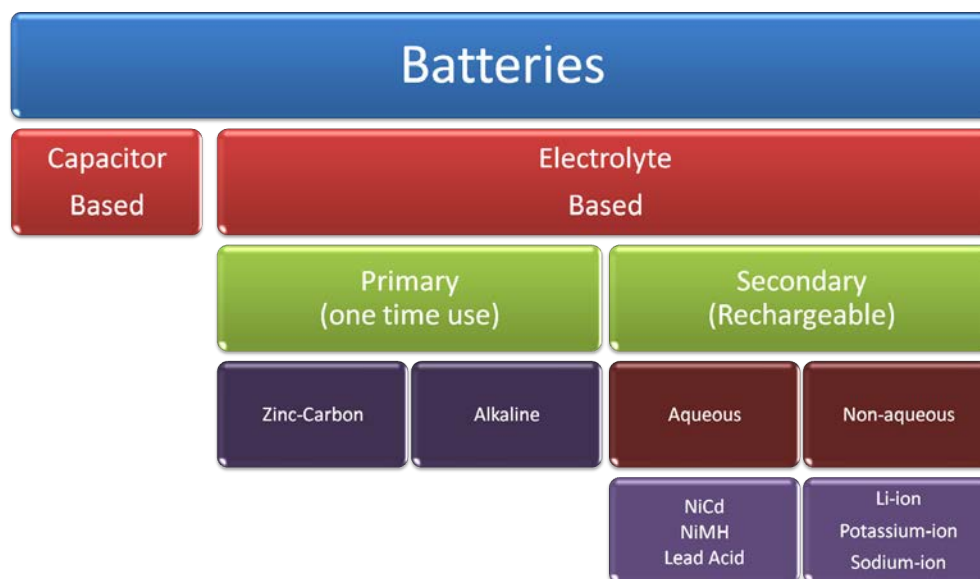 Batteries
Capacitor
Based
Electrolyte
Based
Primary
(one time use)
Secondary
(Rechargeable)
Zinc-Carbon
Alkaline
Aqueous
Non-aqueous
NiCd
NiMH
Lead Acid
Li-ion
Potassium-ion
Sodium-ion